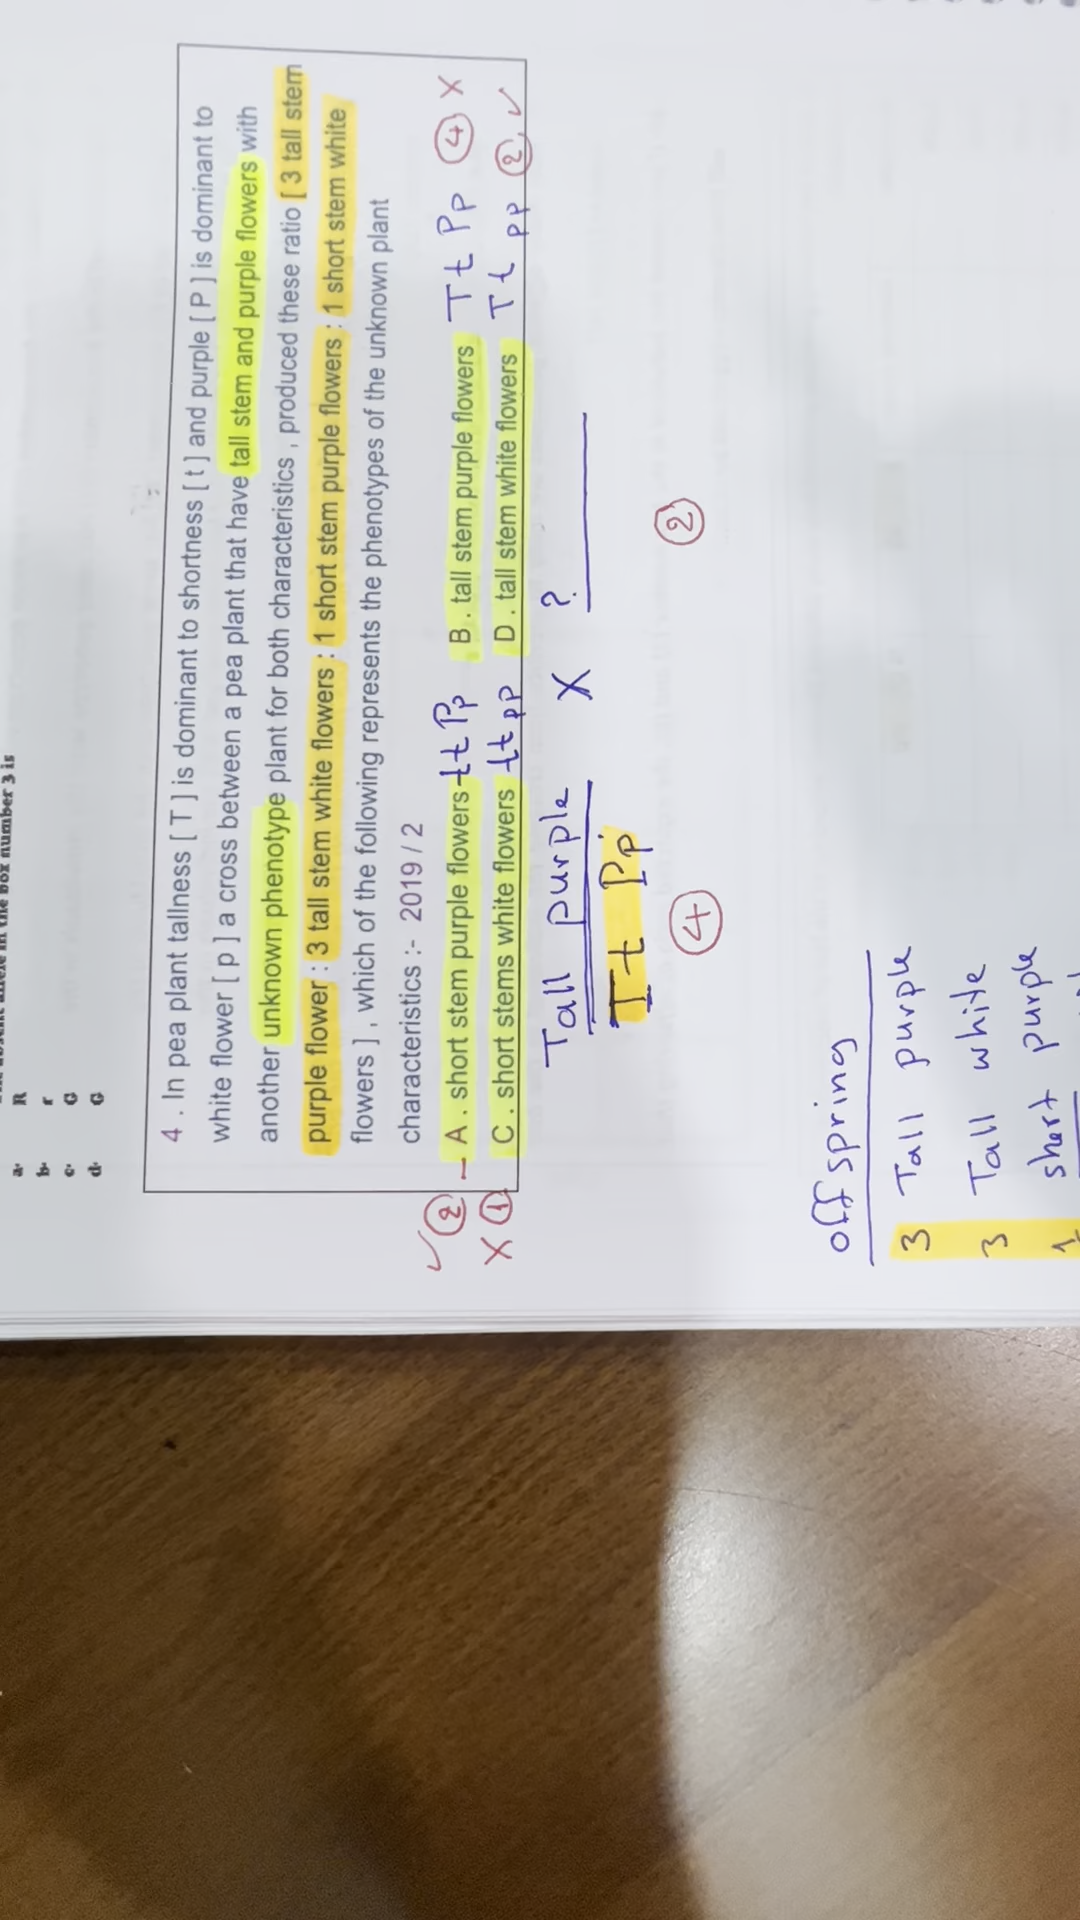 number 3 is
a. R
b. r
c. G
d. G
4 . In pea plant tallness [ T ] is dominant to shortness [ t ] and purple [ P ] is dominant to
white flower [ p ] a cross between a pea plant that have tall stem and purple flowers with
another unknown phenotype plant for both characteristics , produced these ratio [ 3 tall stem
purple flower : 3 tall stem white flowers : 1 short stem purple flowers : 1 short stem white
flowers ] , which of the following represents the phenotypes of the unknown plant
characteristics :- 2019 / 2
✓ ② – A . short stem purple flowers tt Pp B . tall stem purple flowers Tt Pp ④ X
X ① C . short stems white flowers tt pp D . tall stem white flowers Tt pp ② ✓
Tall purple X ?
Tt Pp
④ ②
offspring
3 Tall purple
3 Tall white
1 short purple